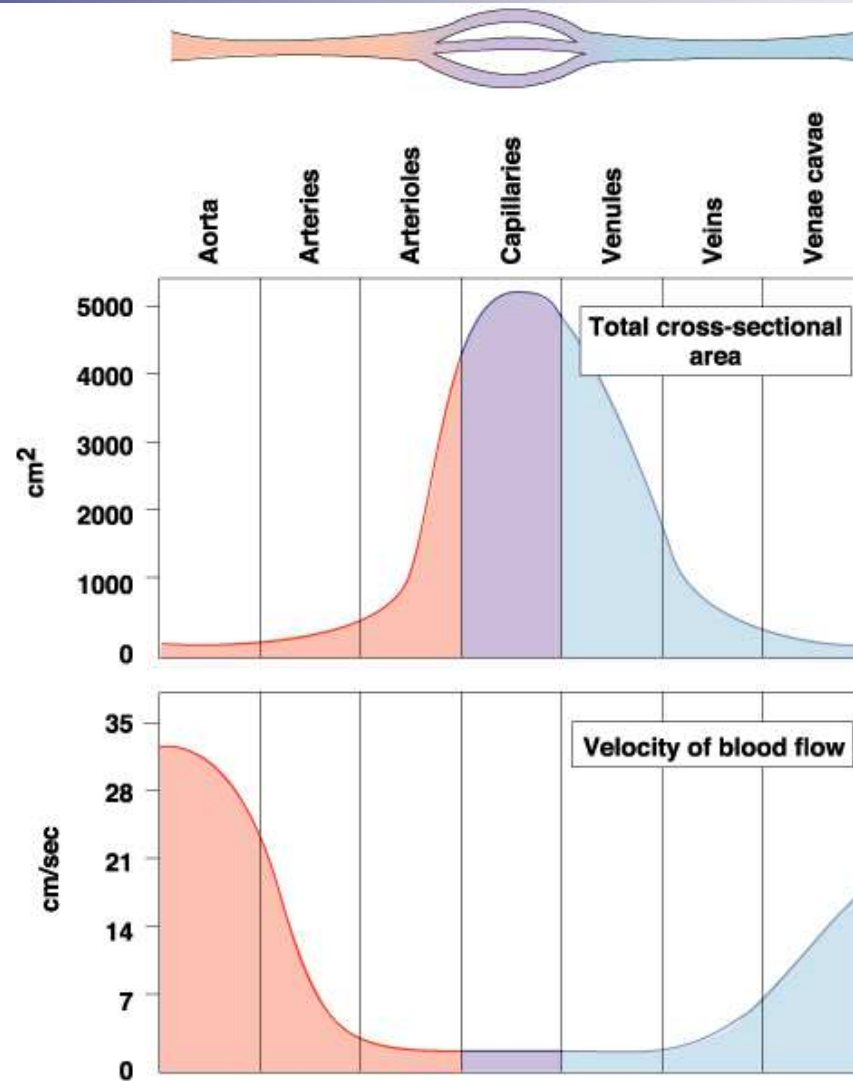 Aorta
Arteries
Arterioles
Capillaries
Venules
Veins
Venae cavae
5000
4000
3000
2000
1000
0
cm2
Total cross-sectional
area
35
28
21
14
7
0
cm/sec
Velocity of blood flow